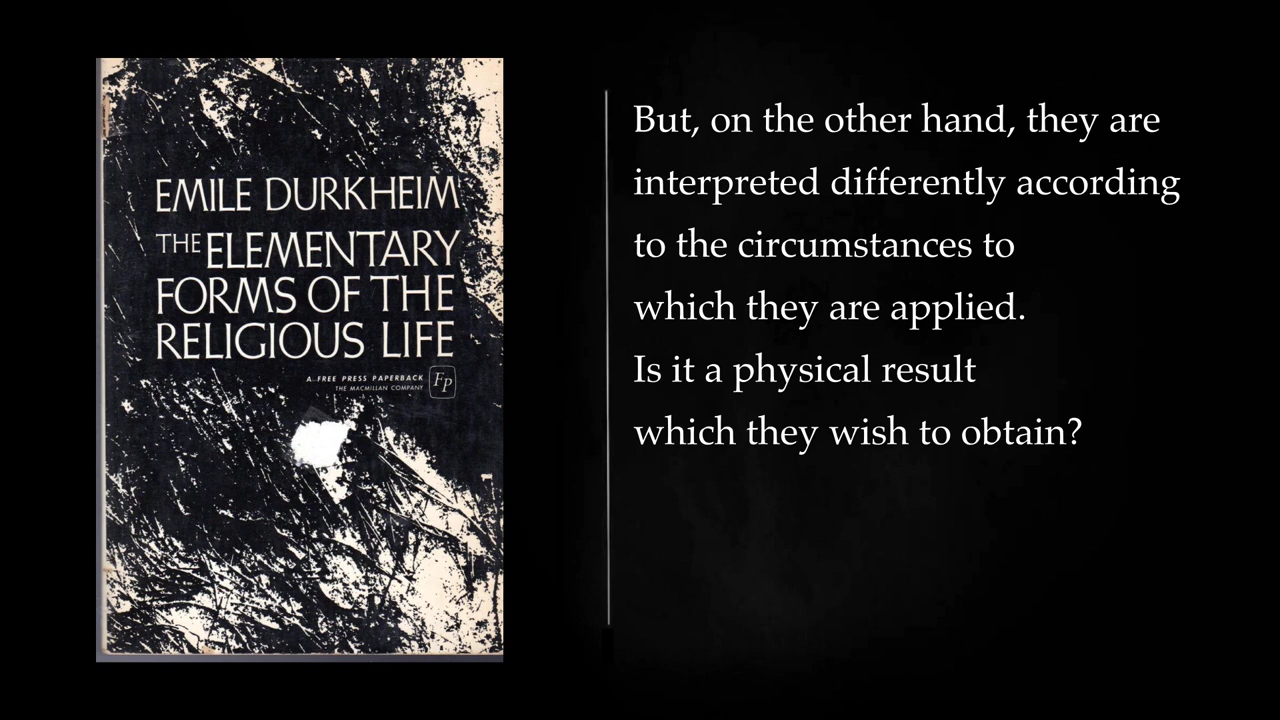 EMILE DURKHEIM
THE ELEMENTARY
FORMS OF THE
RELIGIOUS LIFE
A FREE PRESS PAPERBACK
THE MACMILLAN COMPANY
FP
But, on the other hand, they are
interpreted differently according
to the circumstances to
which they are applied.
Is it a physical result
which they wish to obtain?